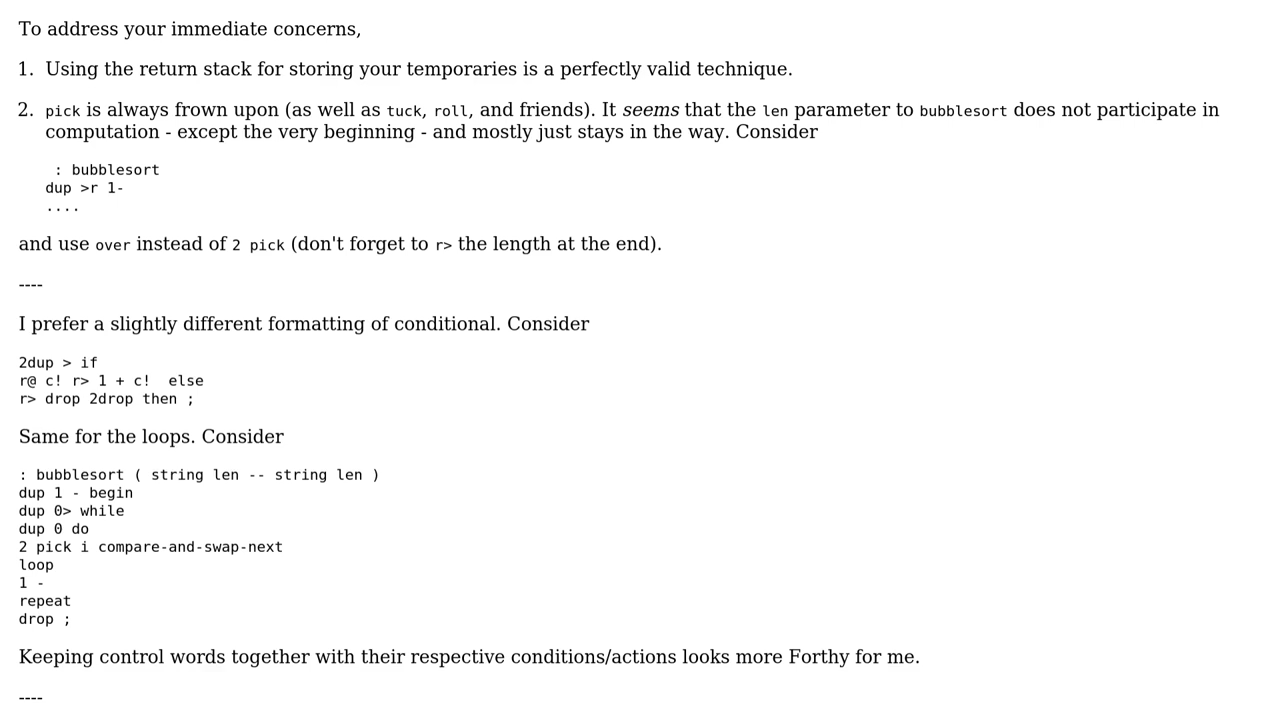 To address your immediate concerns,
1. Using the return stack for storing your temporaries is a perfectly valid technique.
2. pick is always frown upon (as well as tuck, roll, and friends). It seems that the len parameter to bubblesort does not participate in
computation - except the very beginning - and mostly just stays in the way. Consider
: bubblesort
dup >r 1-
....
and use over instead of 2 pick (don't forget to r> the length at the end).
----
I prefer a slightly different formatting of conditional. Consider
2dup > if
r@ c! r> 1 + c!  else
r> drop 2drop then ;
Same for the loops. Consider
: bubblesort ( string len -- string len )
dup 1 - begin
dup 0> while
dup 0 do
2 pick i compare-and-swap-next
loop
1 -
repeat
drop ;
Keeping control words together with their respective conditions/actions looks more Forthy for me.
----